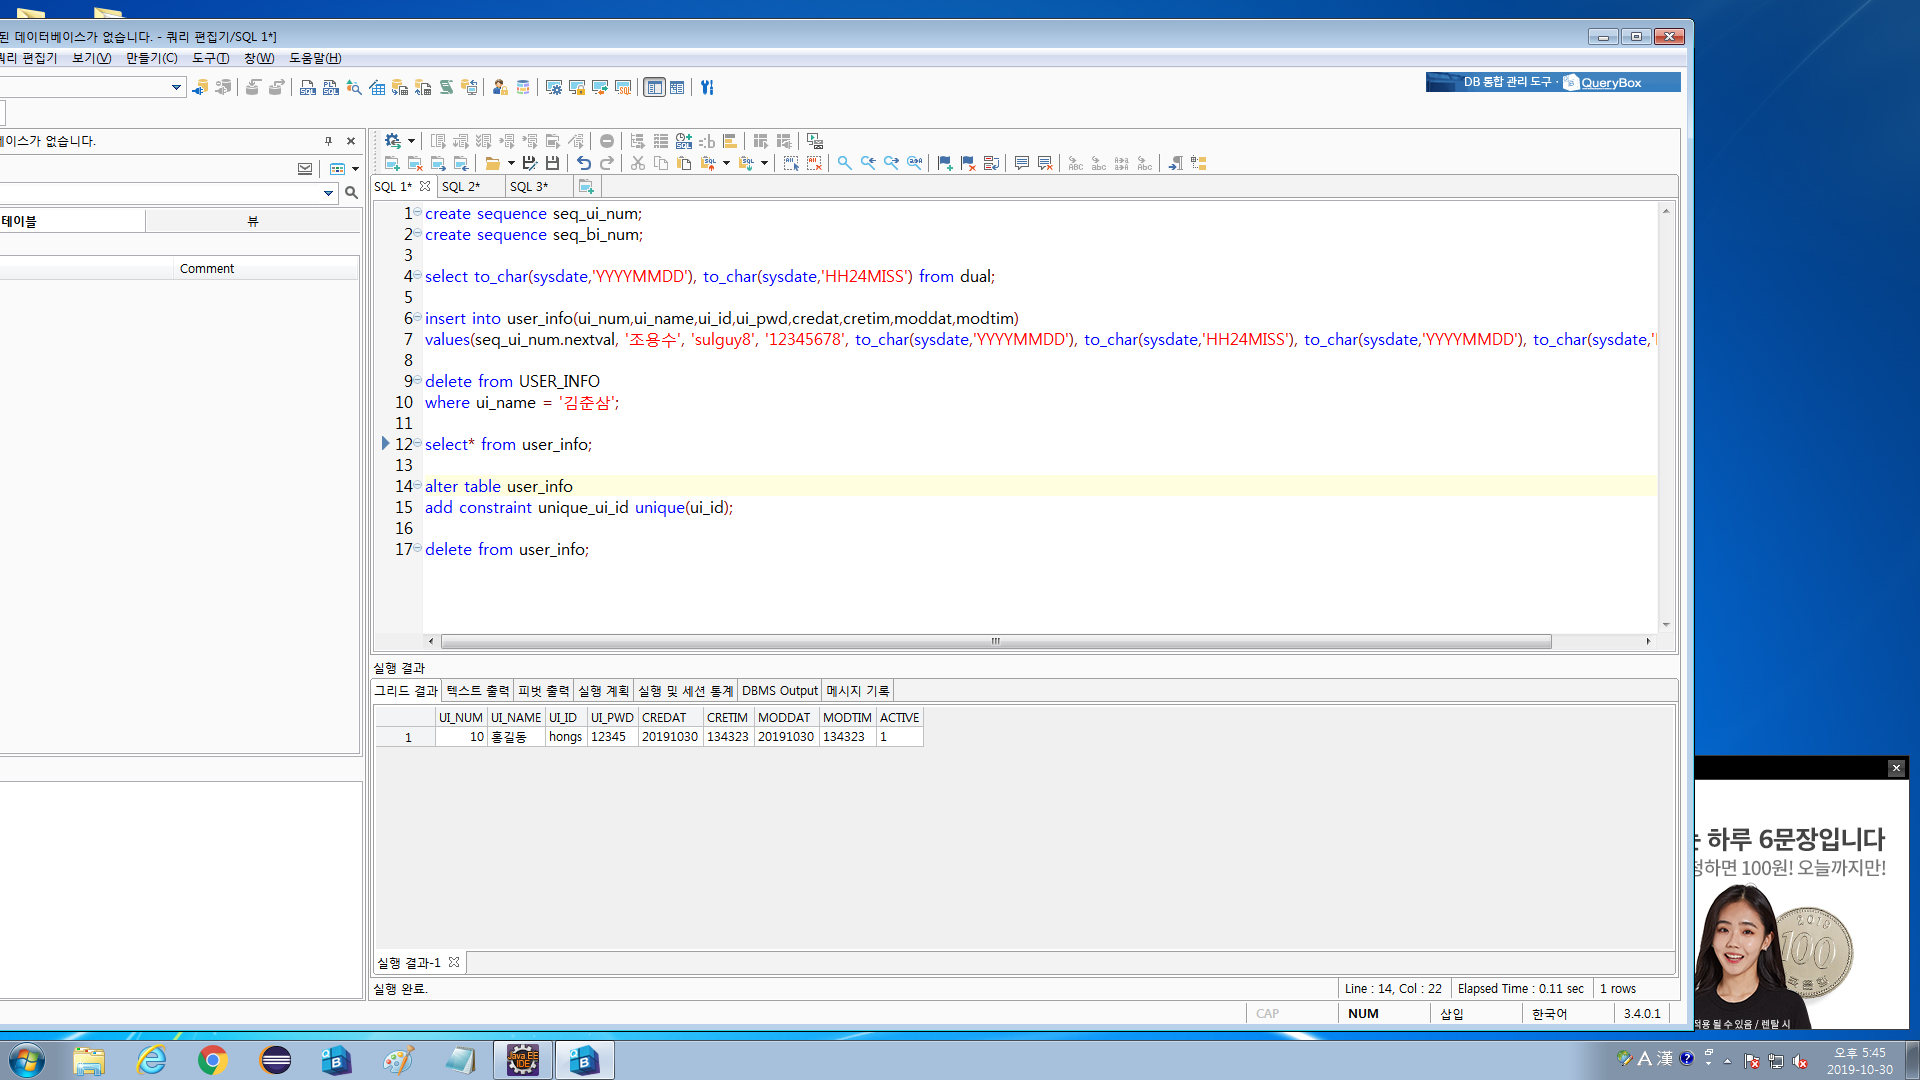 된 데이터베이스가 없습니다. - 쿼리 편집기/SQL 1*]
쿼리 편집기 보기(V) 만들기(C) 도구(T) 창(W) 도움말(H)
DB 통합 관리 도구 · QueryBox
이스가 없습니다.
SQL 1* SQL 2* SQL 3*
테이블 뷰
Comment
1 create sequence seq_ui_num;
2 create sequence seq_bi_num;
3
4 select to_char(sysdate,'YYYYMMDD'), to_char(sysdate,'HH24MISS') from dual;
5
6 insert into user_info(ui_num,ui_name,ui_id,ui_pwd,credat,cretim,moddat,modtim)
7 values(seq_ui_num.nextval, '조용수', 'sulguy8', '12345678', to_char(sysdate,'YYYYMMDD'), to_char(sysdate,'HH24MISS'), to_char(sysdate,'YYYYMMDD'), to_char(sysdate,'
8
9 delete from USER_INFO
10 where ui_name = '김춘삼';
11
12 select* from user_info;
13
14 alter table user_info
15 add constraint unique_ui_id unique(ui_id);
16
17 delete from user_info;
실행 결과
그리드 결과 텍스트 출력 피벗 출력 실행 계획 실행 및 세션 통계 DBMS Output 메시지 기록
UI_NUM UI_NAME UI_ID UI_PWD CREDAT CRETIM MODDAT MODTIM ACTIVE
1 10 홍길동 hongs 12345 20191030 134323 20191030 134323 1
실행 결과-1
실행 완료. Line : 14, Col : 22 Elapsed Time : 0.11 sec 1 rows
CAP NUM 삽입 한국어 3.4.0.1
는 하루 6문장입니다
정하면 100원! 오늘까지만!
2019
100
적용 될 수 있음 / 렌탈 시
Java EE
IDE
B
B
A 漢
오후 5:45
2019-10-30